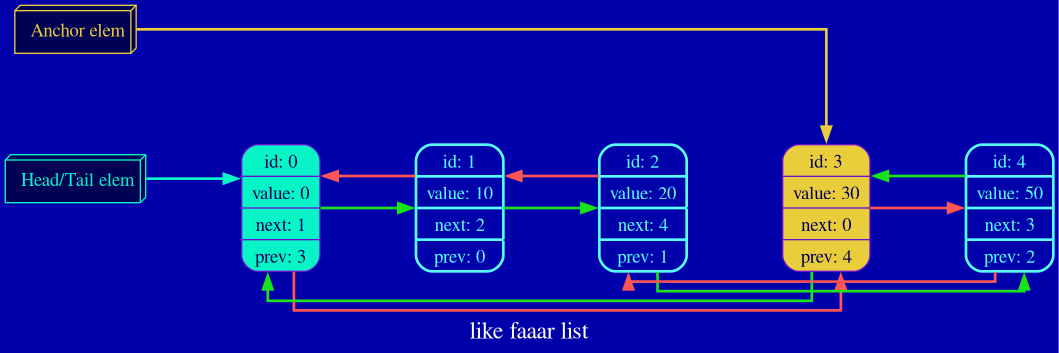 Anchor elem
Head/Tail elem
id: 0
value: 0
next: 1
prev: 3
id: 1
value: 10
next: 2
prev: 0
id: 2
value: 20
next: 4
prev: 1
id: 3
value: 30
next: 0
prev: 4
id: 4
value: 50
next: 3
prev: 2
like faaar list